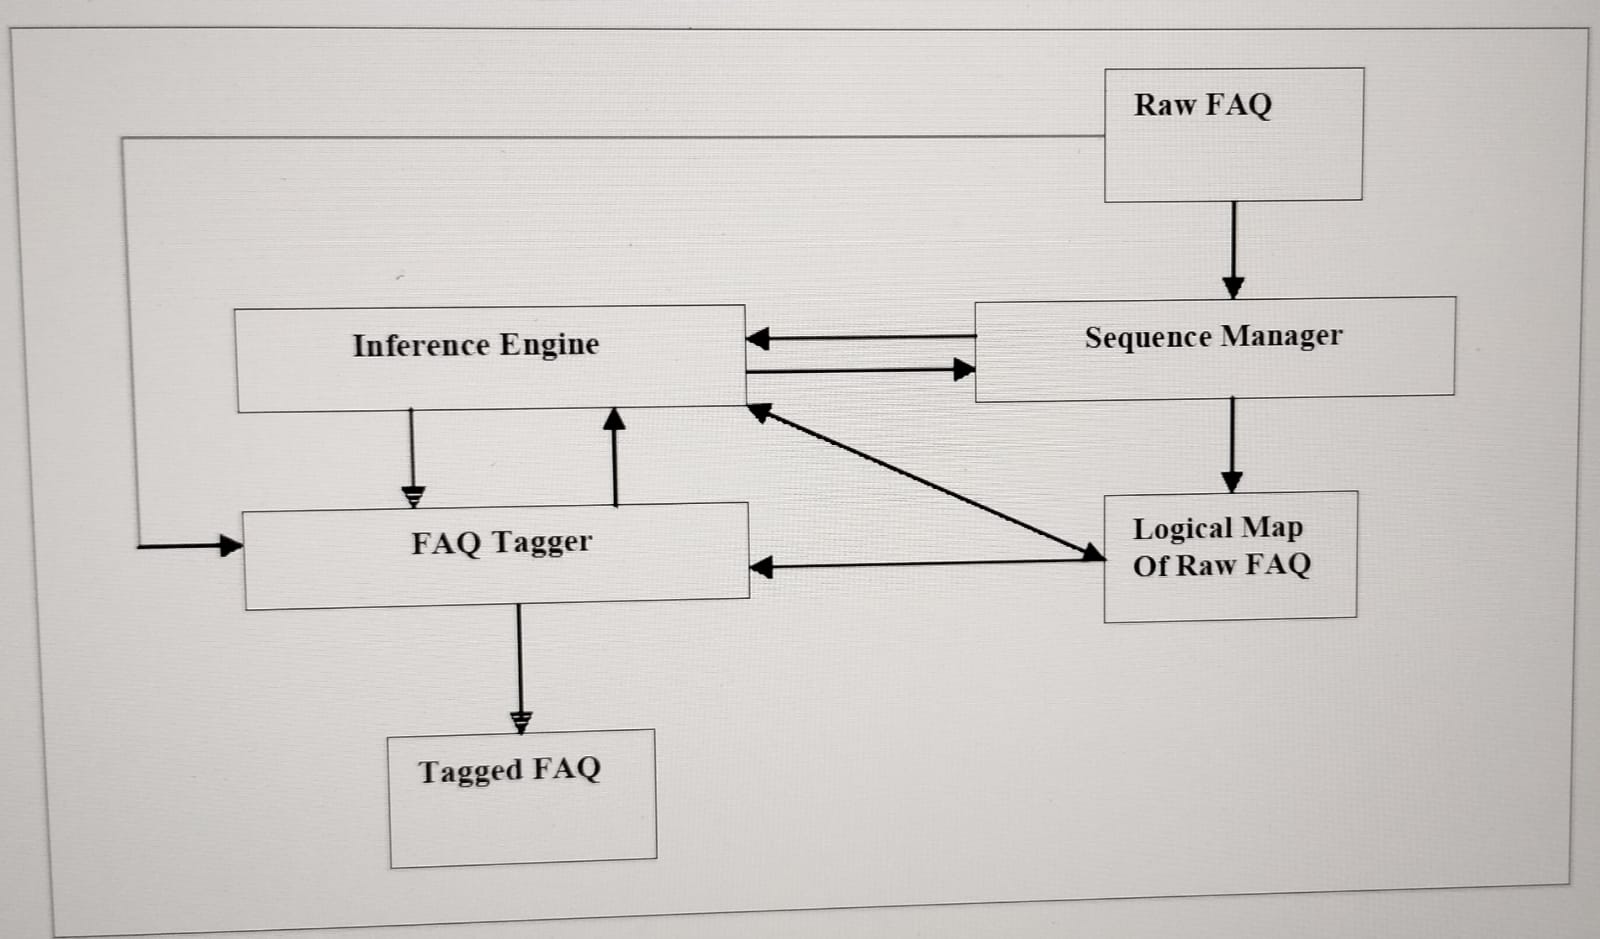 Raw FAQ
Inference Engine
Sequence Manager
FAQ Tagger
Logical Map
Of Raw FAQ
Tagged FAQ